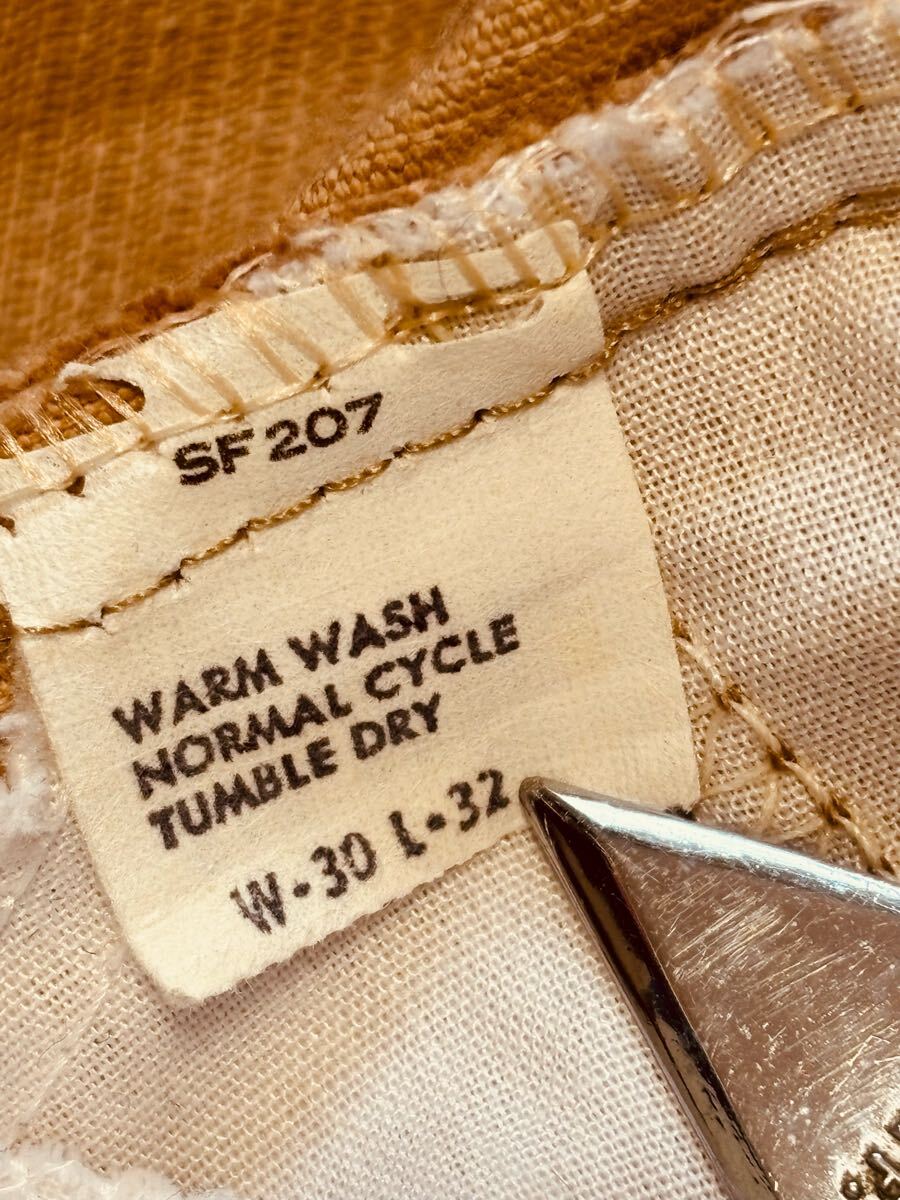 SF 207
WARM WASH
NORMAL CYCLE
TUMBLE DRY
W-30 L-32